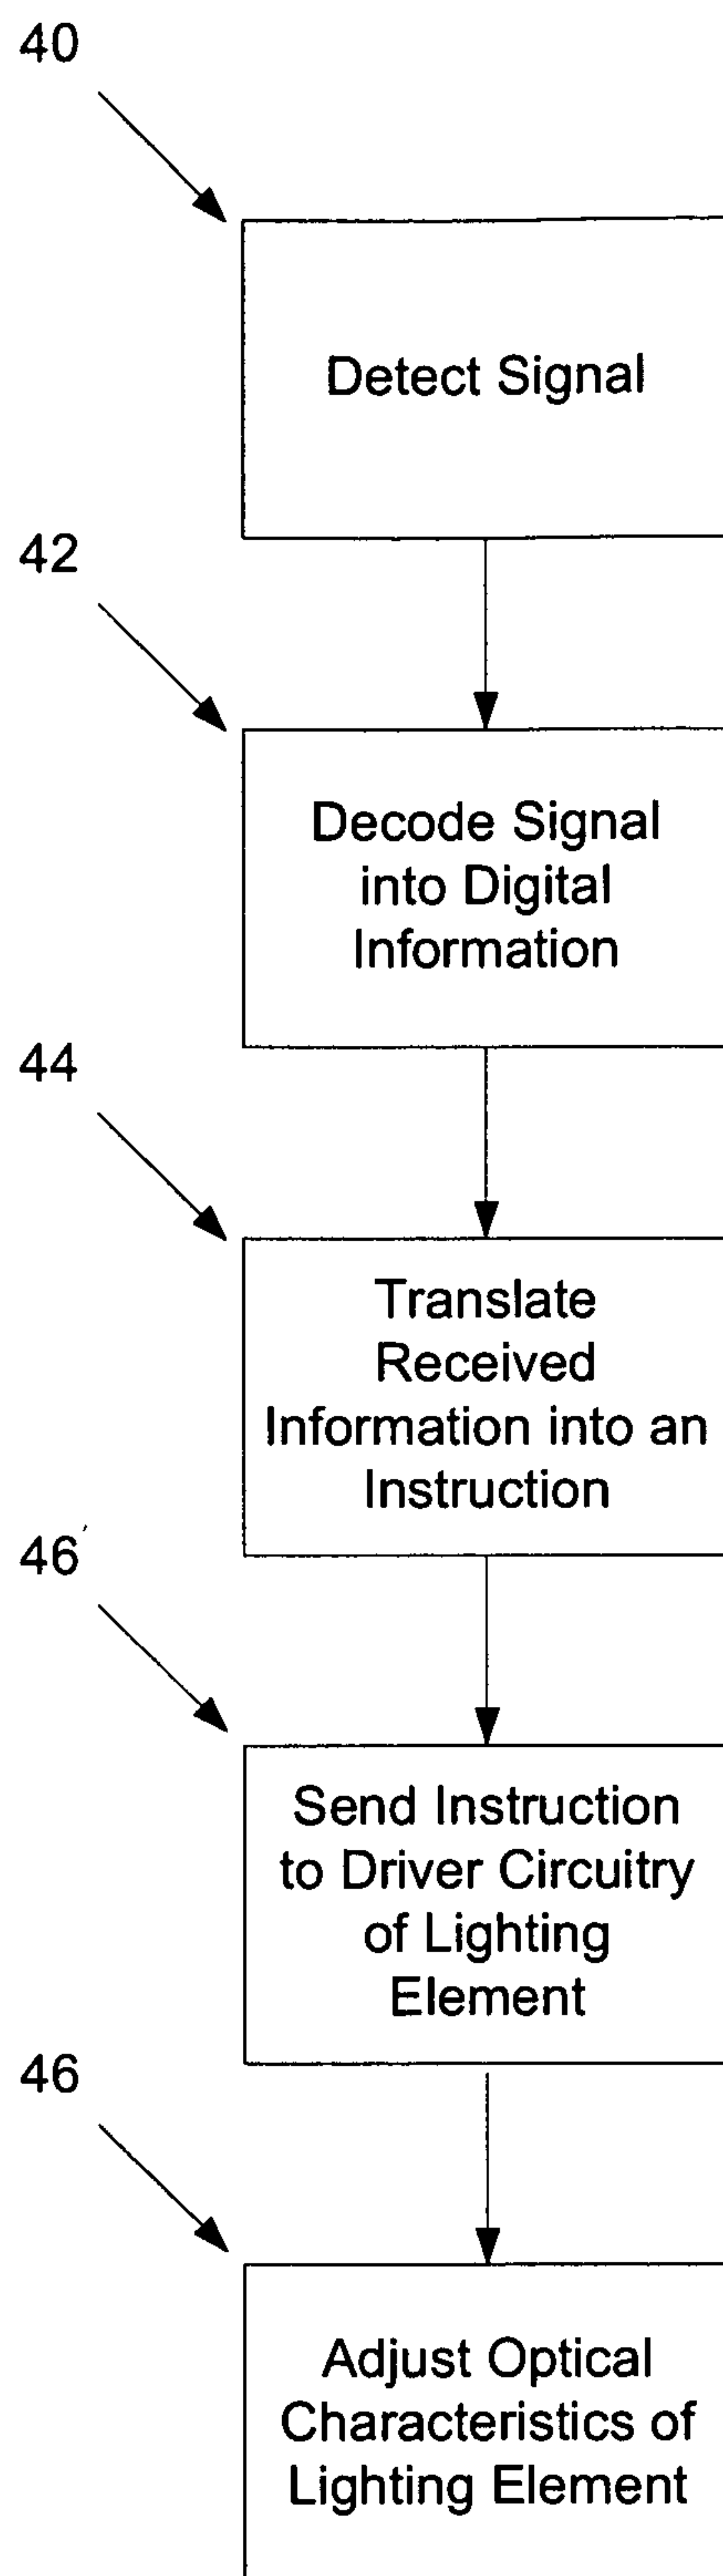 40
Detect Signal
42
Decode Signal
into Digital
Information
44
Translate
Received
Information into an
Instruction
46
Send Instruction
to Driver Circuitry
of Lighting
Element
46
Adjust Optical
Characteristics of
Lighting Element